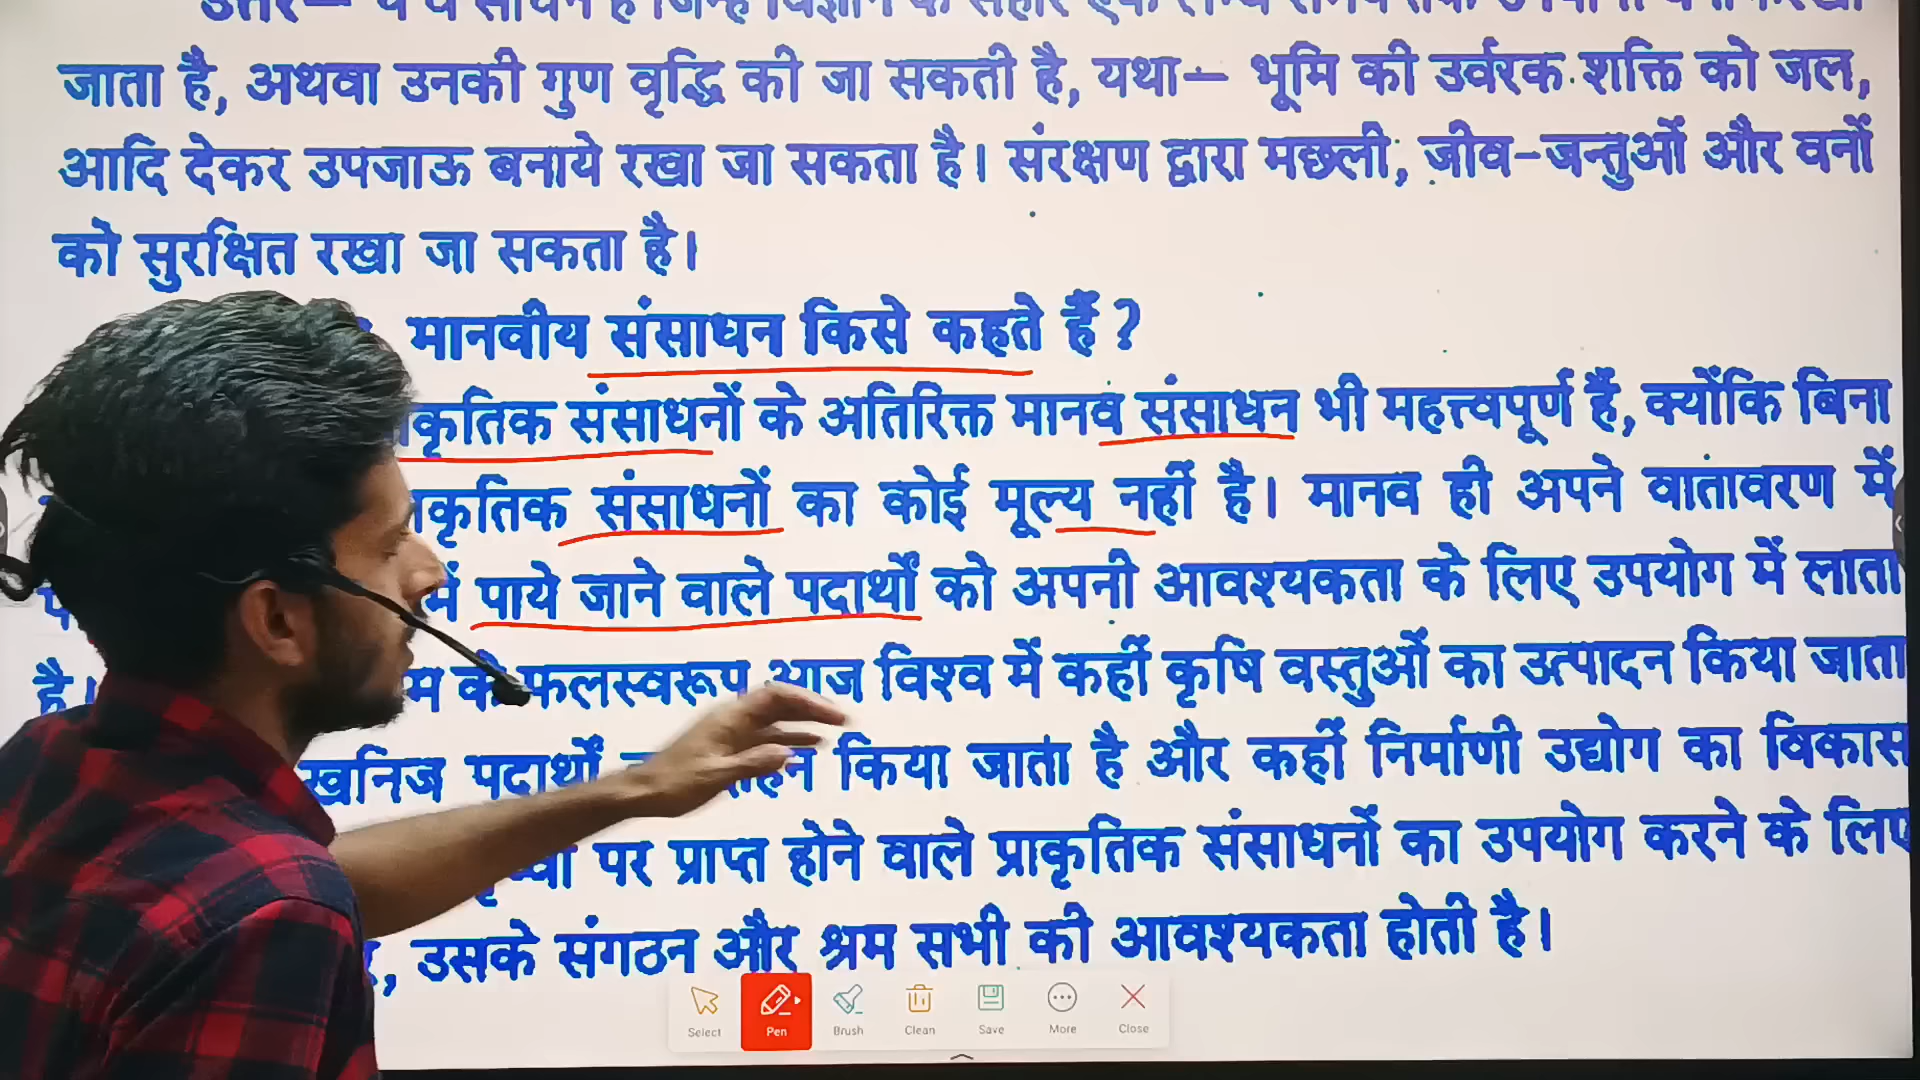 जाता है, अथवा उनकी गुण वृद्धि की जा सकती है, यथा— भूमि की उर्वरक शक्ति को जल,
आदि देकर उपजाऊ बनाये रखा जा सकता है। संरक्षण द्वारा मछली, जीव-जन्तुओं और वनों
को सुरक्षित रखा जा सकता है।
मानवीय संसाधन किसे कहते हैं ?
संसाधनों के अतिरिक्त मानव संसाधन भी महत्त्वपूर्ण हैं, क्योंकि बिना
संसाधनों का कोई मूल्य नहीं है। मानव ही अपने वातावरण में
में पाये जाने वाले पदार्थों को अपनी आवश्यकता के लिए उपयोग में लाता
है। फलस्वरूप आज विश्व में कहीं कृषि वस्तुओं का उत्पादन किया जाता
खनिज पदार्थों किया जाता है और कहीं निर्माणी उद्योग का विकास
पर प्राप्त होने वाले प्राकृतिक संसाधनों का उपयोग करने के लिए
उसके संगठन और श्रम सभी की आवश्यकता होती है।
Select Pen Brush Clean Save More Close